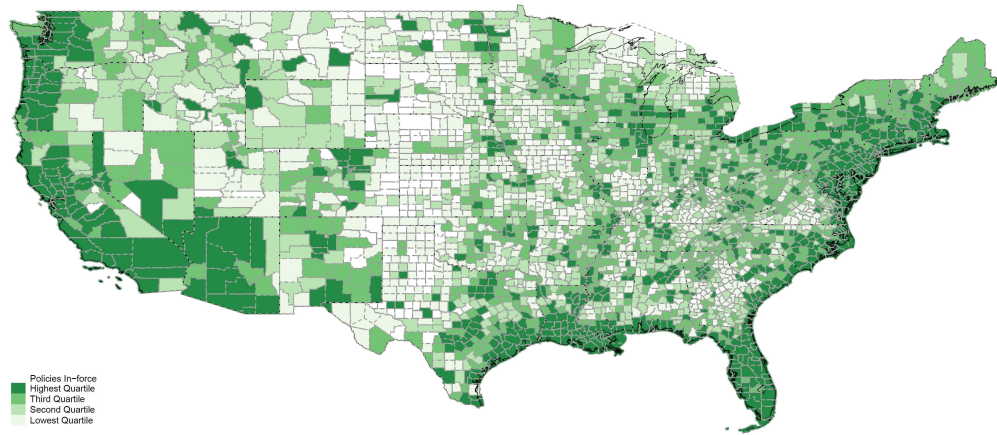 Policies In−force
Highest Quartile
Third Quartile
Second Quartile
Lowest Quartile